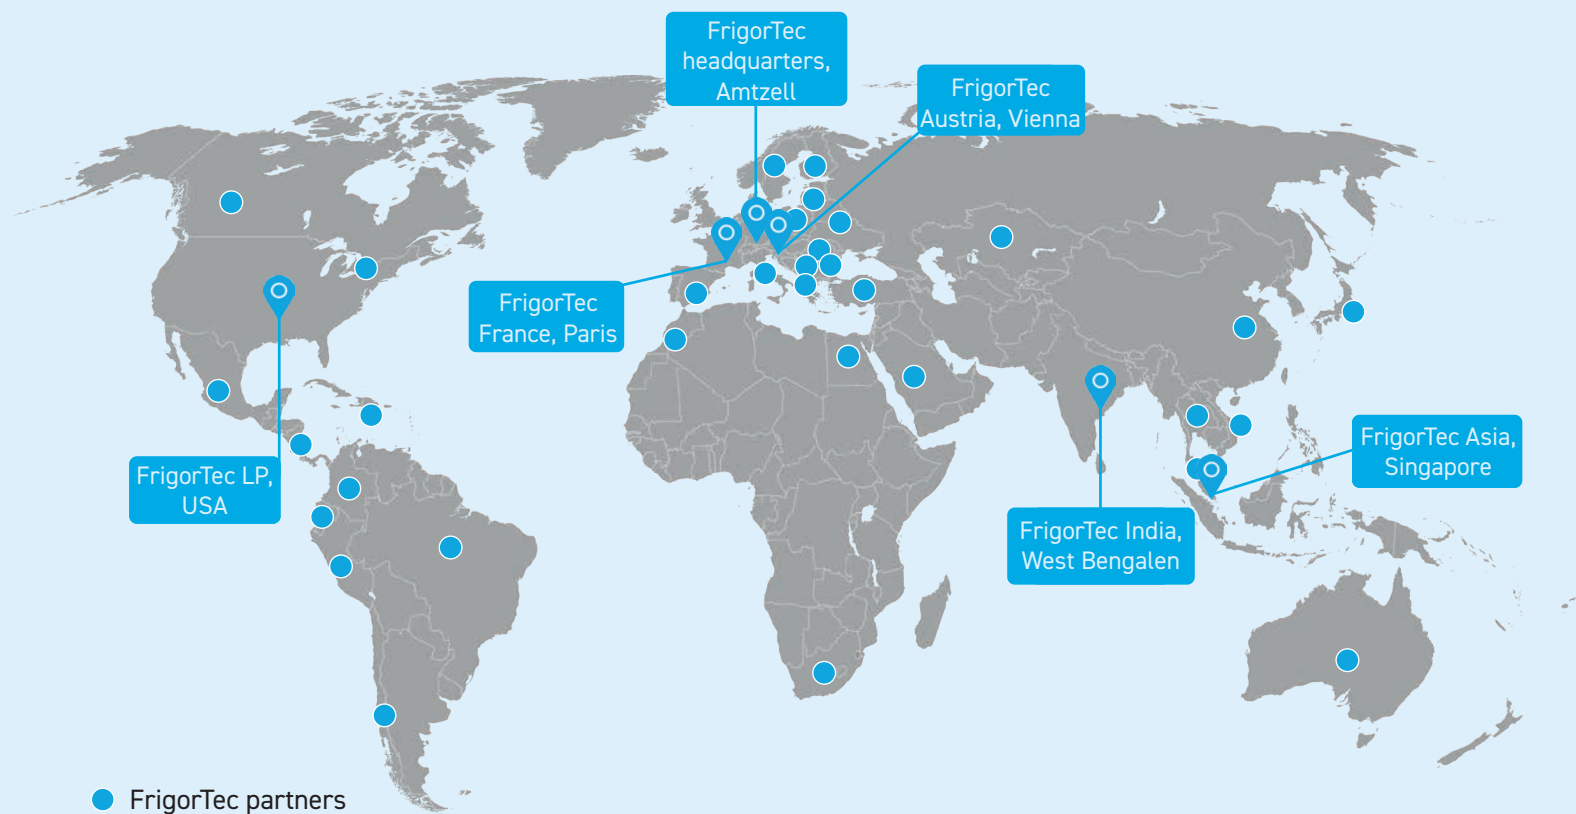 FrigorTec
headquarters,
Amtzell
FrigorTec
Austria, Vienna
FrigorTec
France, Paris
FrigorTec LP,
USA
FrigorTec Asia,
Singapore
FrigorTec India,
West Bengalen
FrigorTec partners